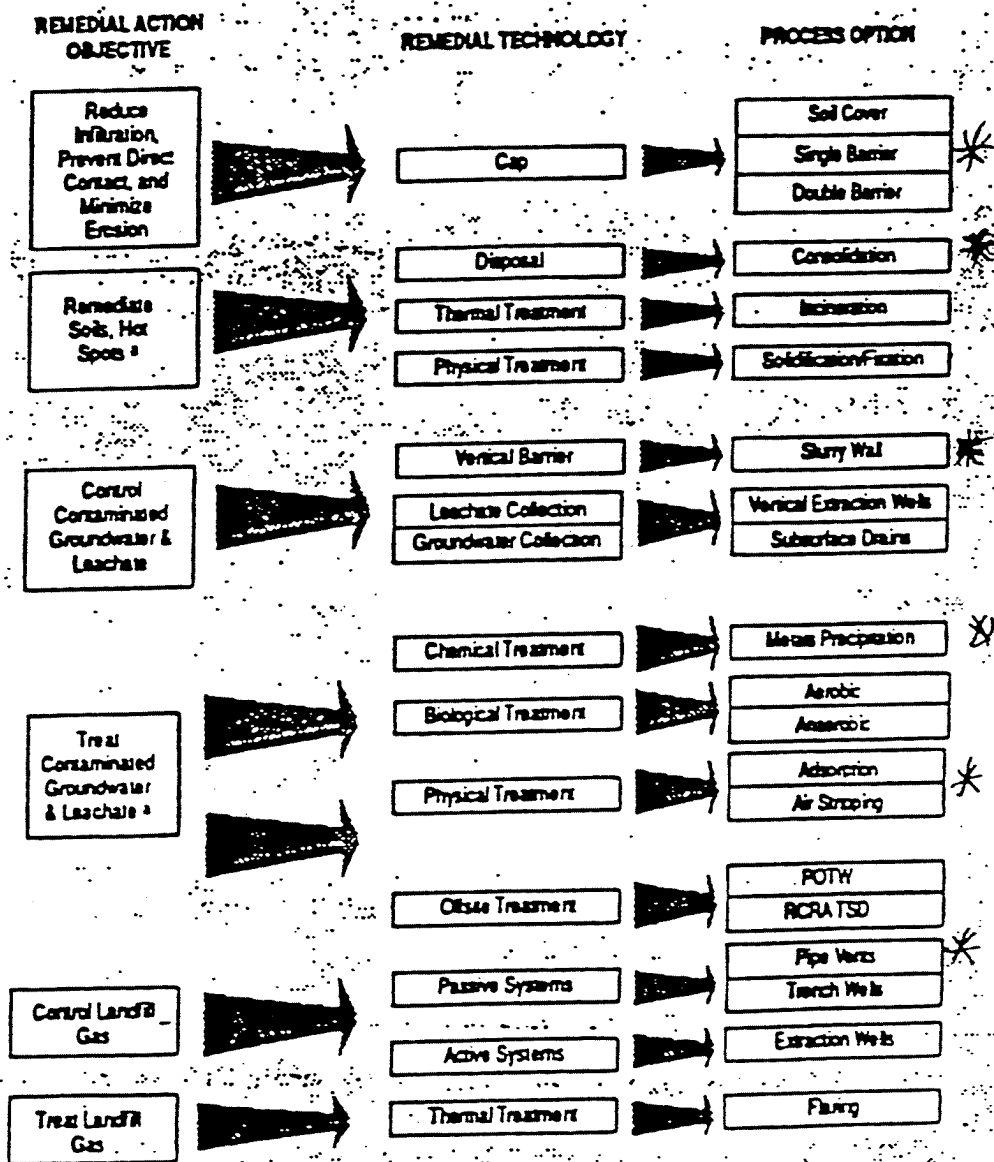 REMEDIAL ACTION
OBJECTIVE
REMEDIAL TECHNOLOGY
PROCESS OPTION
Reduce
Infiltration,
Prevent Direct
Contact, and
Minimize
Erosion
Cap
Soil Cover
Single Barrier
Double Barrier
Remediate
Soils, Hot
Spots a
Disposal
Consolidation
Thermal Treatment
Incineration
Physical Treatment
Solidification/Fixation
Control
Contaminated
Groundwater &
Leachate
Vertical Barrier
Slurry Wall
Leachate Collection
Groundwater Collection
Vertical Extraction Wells
Subsurface Drains
Treat
Contaminated
Groundwater
& Leachate a
Chemical Treatment
Metals Precipitation
Biological Treatment
Aerobic
Anaerobic
Physical Treatment
Adsorption
Air Stripping
Offsite Treatment
POTW
RCRA TSD
Control Landfill
Gas
Passive Systems
Pipe Vents
Trench Wells
Active Systems
Extraction Wells
Treat Landfill
Gas
Thermal Treatment
Flaring